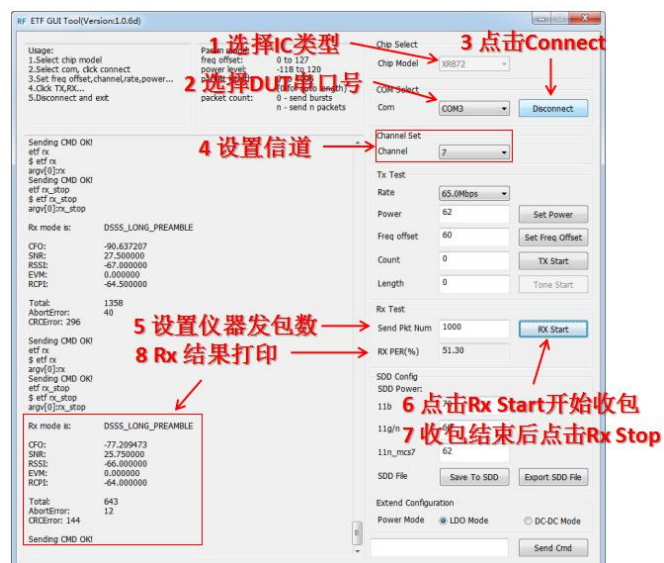 RF ETF GUI Tool(Version:1.0.6d)
Usage:
1.Select chip model
2.Select com, click connect
3.Set freq offset,channel,rate,power...
4.Click TX,RX...
5.Disconnect and exit
freq offset: 0 to 127
power level: -118 to 120
packet count: 0 - send bursts
n - send n packets
1 选择IC类型
2 选择DUT串口号
3 点击Connect
4 设置信道
5 设置仪器发包数
8 Rx 结果打印
6 点击Rx Start开始收包
7 收包结束后点击Rx Stop
Sending CMD OK!
etf rx
$ etf rx
argv[0]:rx
Sending CMD OK!
etf rx_stop
$ etf rx_stop
argv[0]:rx_stop
Rx mode is: DSSS_LONG_PREAMBLE
CFO: -90.637207
SNR: 27.500000
RSSI: -67.000000
EVM: 0.000000
RCPI: -64.500000
Total: 1358
AbortError: 40
CRCError: 296
Sending CMD OK!
etf rx
$ etf rx
argv[0]:rx
Sending CMD OK!
etf rx_stop
$ etf rx_stop
argv[0]:rx_stop
Rx mode is: DSSS_LONG_PREAMBLE
CFO: -77.209473
SNR: 25.750000
RSSI: -66.000000
EVM: 0.000000
RCPI: -64.000000
Total: 643
AbortError: 12
CRCError: 144
Sending CMD OK!
Chip Select
Chip Model XR872
COM Select
Com COM3 Disconnect
Channel Set
Channel 7
Tx Test
Rate 65.0Mbps
Power 62 Set Power
Freq offset 60 Set Freq Offset
Count 0 TX Start
Length 0 Tone Start
Rx Test
Send Pkt Num 1000 RX Start
RX PER(%) 51.30
SDD Config
SDD Power:
11b
11g/n
11n_mcs7 62
SDD File Save To SDD Export SDD File
Extend Configuration
Power Mode LDO Mode DC-DC Mode
Send Cmd